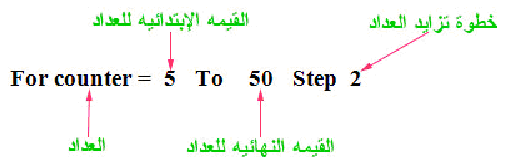 القيمه الإبتدائيه للعداد
خطوة تزايد العداد
For counter = 5 To 50 Step 2
العداد
القيمه النهائيه للعداد